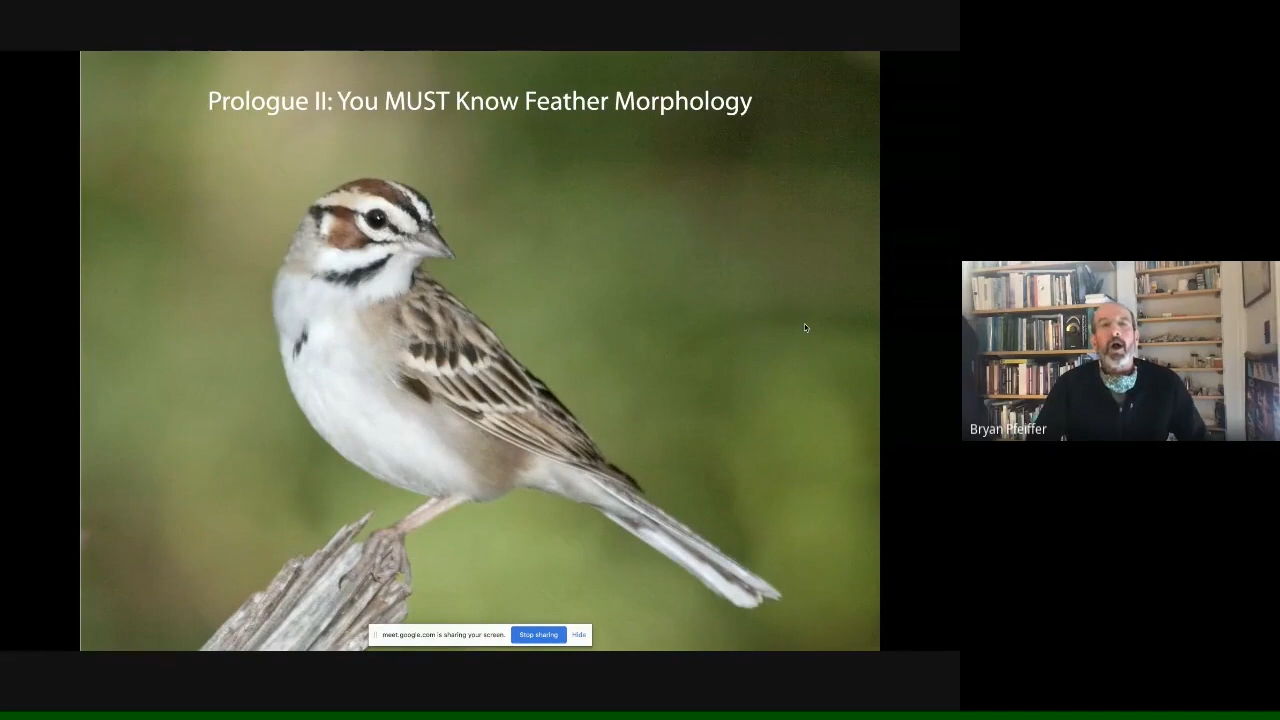 Prologue II: You MUST Know Feather Morphology
Bryan Pfeiffer
meet.google.com is sharing your screen. Stop sharing Hide